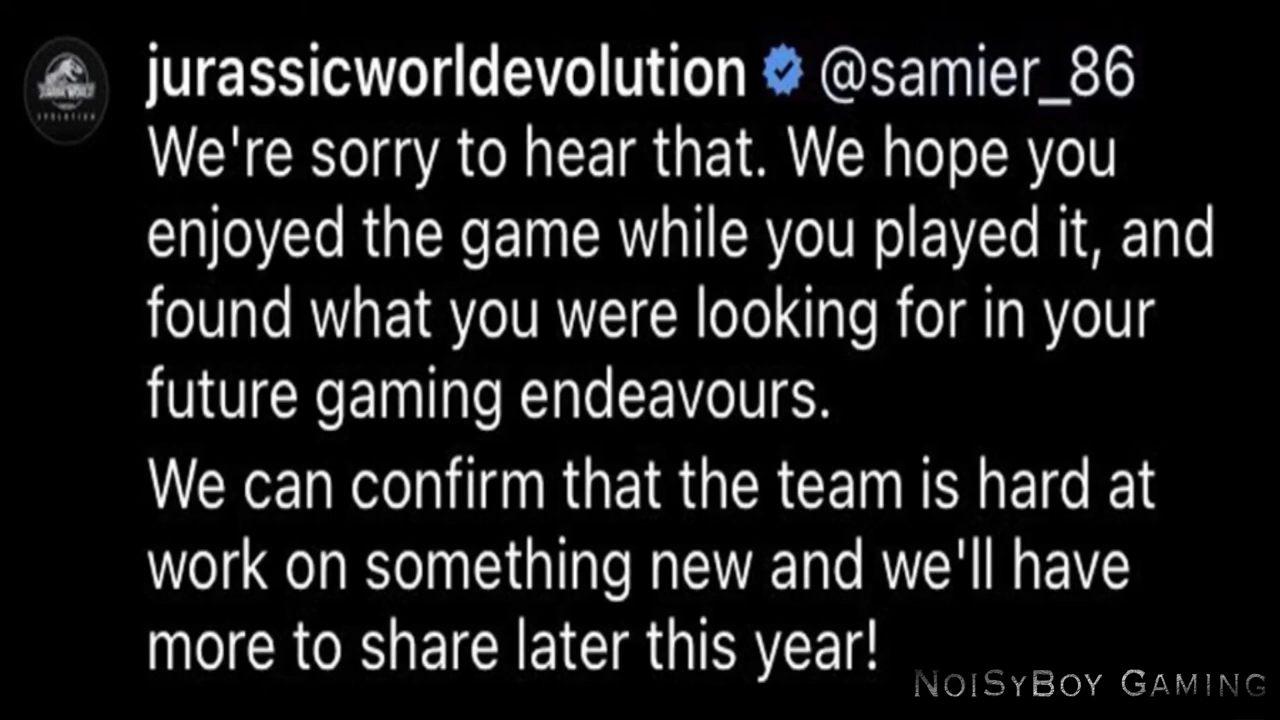 jurassicworldevolution @samier_86
We're sorry to hear that. We hope you
enjoyed the game while you played it, and
found what you were looking for in your
future gaming endeavours.
We can confirm that the team is hard at
work on something new and we'll have
more to share later this year!
NOISYBOY GAMING